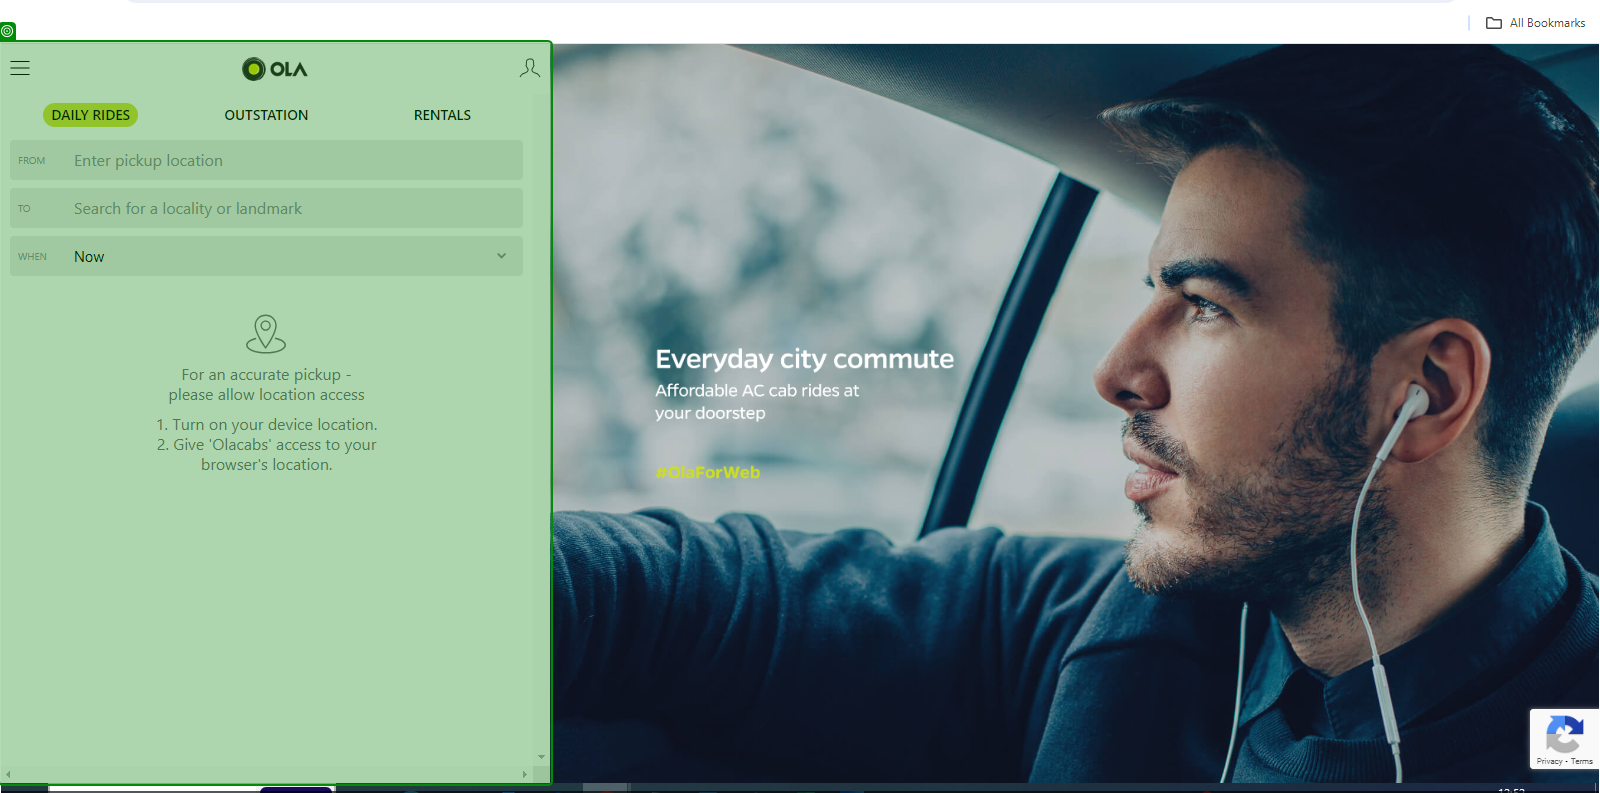 All Bookmarks
OLA
DAILY RIDES
OUTSTATION
RENTALS
FROM Enter pickup location
TO Search for a locality or landmark
WHEN Now
For an accurate pickup -
please allow location access
1. Turn on your device location.
2. Give 'Olacabs' access to your
browser's location.
Everyday city commute
Affordable AC cab rides at
your doorstep
#OlaForWeb
Privacy - Terms